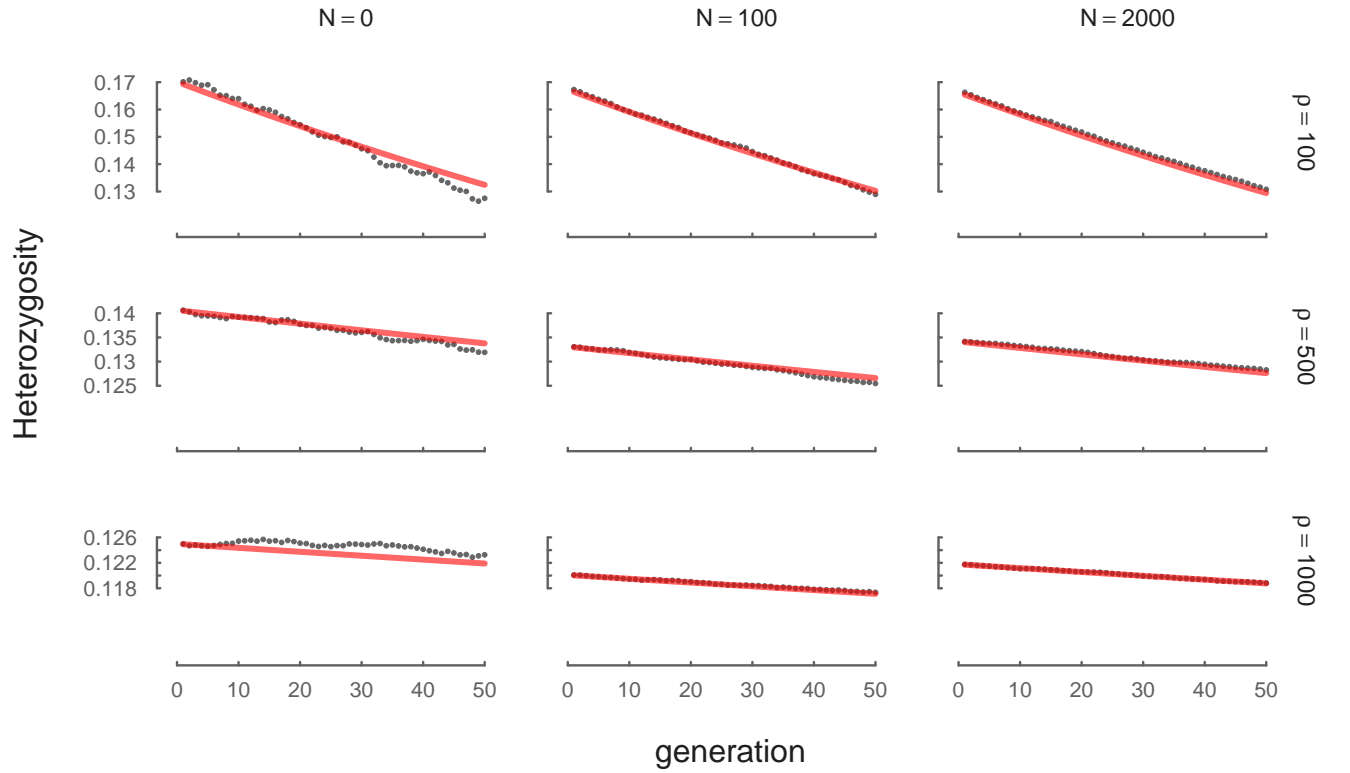 N = 0
N = 100
N = 2000
0.17
0.16
0.15
0.14
0.13
ρ = 100
Heterozygosity
0.14
0.135
0.13
0.125
ρ = 500
0.126
0.122
0.118
ρ = 1000
0 10 20 30 40 50
0 10 20 30 40 50
0 10 20 30 40 50
generation